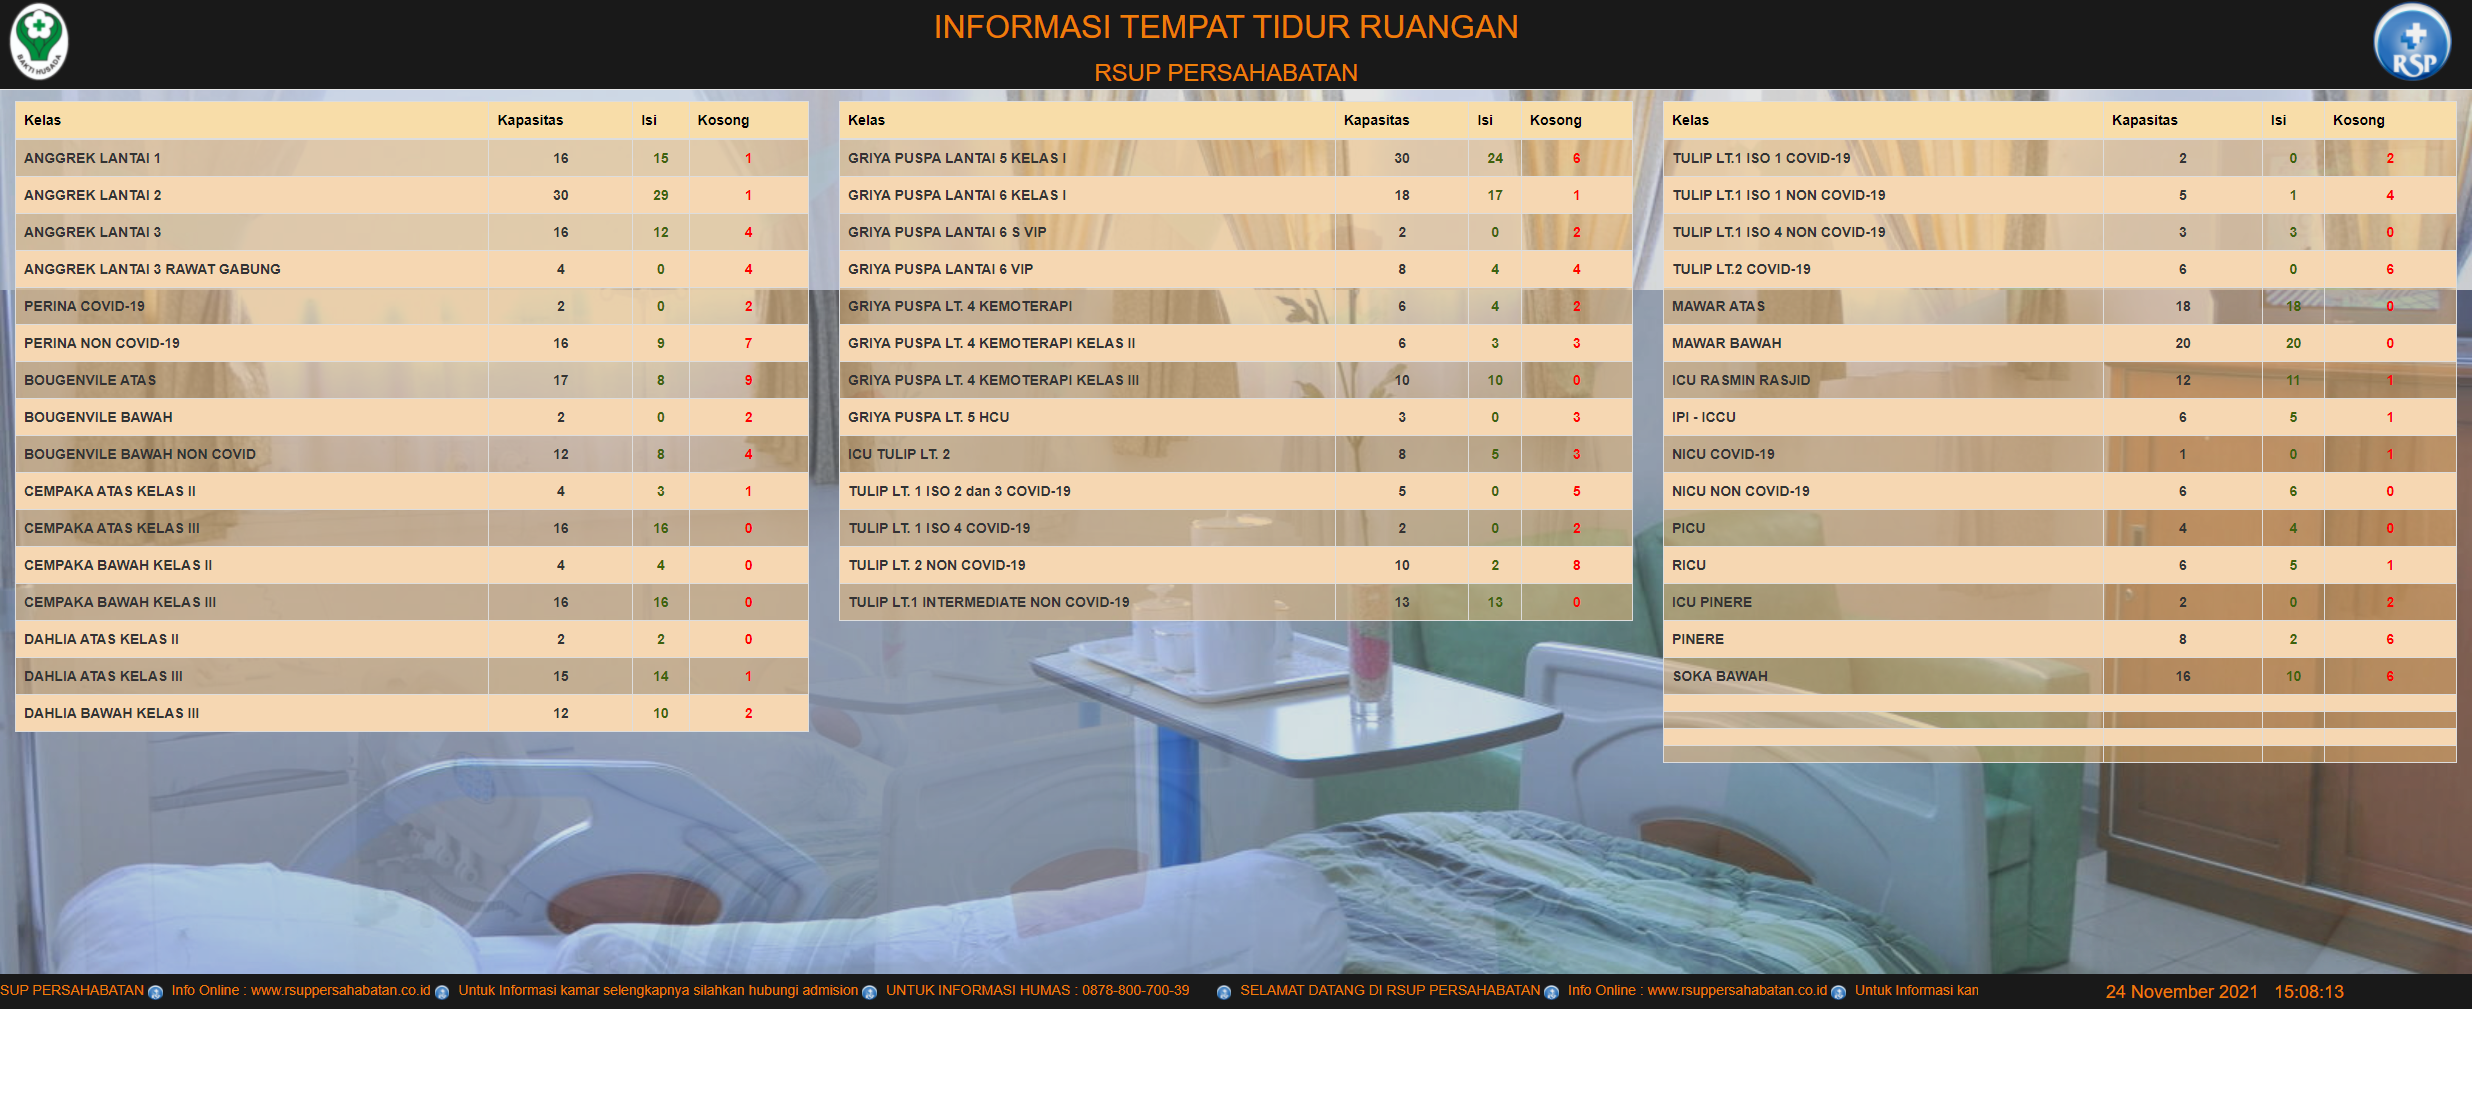 INFORMASI TEMPAT TIDUR RUANGAN
RSUP PERSAHABATAN
BAKTI HUSADA
RSP
Kelas Kapasitas Isi Kosong
ANGGREK LANTAI 1 16 15 1
ANGGREK LANTAI 2 30 29 1
ANGGREK LANTAI 3 16 12 4
ANGGREK LANTAI 3 RAWAT GABUNG 4 0 4
PERINA COVID-19 2 0 2
PERINA NON COVID-19 16 9 7
BOUGENVILE ATAS 17 8 9
BOUGENVILE BAWAH 2 0 2
BOUGENVILE BAWAH NON COVID 12 8 4
CEMPAKA ATAS KELAS II 4 3 1
CEMPAKA ATAS KELAS III 16 16 0
CEMPAKA BAWAH KELAS II 4 4 0
CEMPAKA BAWAH KELAS III 16 16 0
DAHLIA ATAS KELAS II 2 2 0
DAHLIA ATAS KELAS III 15 14 1
DAHLIA BAWAH KELAS III 12 10 2
Kelas Kapasitas Isi Kosong
GRIYA PUSPA LANTAI 5 KELAS I 30 24 6
GRIYA PUSPA LANTAI 6 KELAS I 18 17 1
GRIYA PUSPA LANTAI 6 S VIP 2 0 2
GRIYA PUSPA LANTAI 6 VIP 8 4 4
GRIYA PUSPA LT. 4 KEMOTERAPI 6 4 2
GRIYA PUSPA LT. 4 KEMOTERAPI KELAS II 6 3 3
GRIYA PUSPA LT. 4 KEMOTERAPI KELAS III 10 10 0
GRIYA PUSPA LT. 5 HCU 3 0 3
ICU TULIP LT. 2 8 5 3
TULIP LT. 1 ISO 2 dan 3 COVID-19 5 0 5
TULIP LT. 1 ISO 4 COVID-19 2 0 2
TULIP LT. 2 NON COVID-19 10 2 8
TULIP LT.1 INTERMEDIATE NON COVID-19 13 13 0
Kelas Kapasitas Isi Kosong
TULIP LT.1 ISO 1 COVID-19 2 0 2
TULIP LT.1 ISO 1 NON COVID-19 5 1 4
TULIP LT.1 ISO 4 NON COVID-19 3 3 0
TULIP LT.2 COVID-19 6 0 6
MAWAR ATAS 18 18 0
MAWAR BAWAH 20 20 0
ICU RASMIN RASJID 12 11 1
IPI - ICCU 6 5 1
NICU COVID-19 1 0 1
NICU NON COVID-19 6 6 0
PICU 4 4 0
RICU 6 5 1
ICU PINERE 2 0 2
PINERE 8 2 6
SOKA BAWAH 16 10 6
SUP PERSAHABATAN Info Online : www.rsuppersahabatan.co.id Untuk Informasi kamar selengkapnya silahkan hubungi admision UNTUK INFORMASI HUMAS : 0878-800-700-39 SELAMAT DATANG DI RSUP PERSAHABATAN Info Online : www.rsuppersahabatan.co.id Untuk Informasi kan 24 November 2021 15:08:13